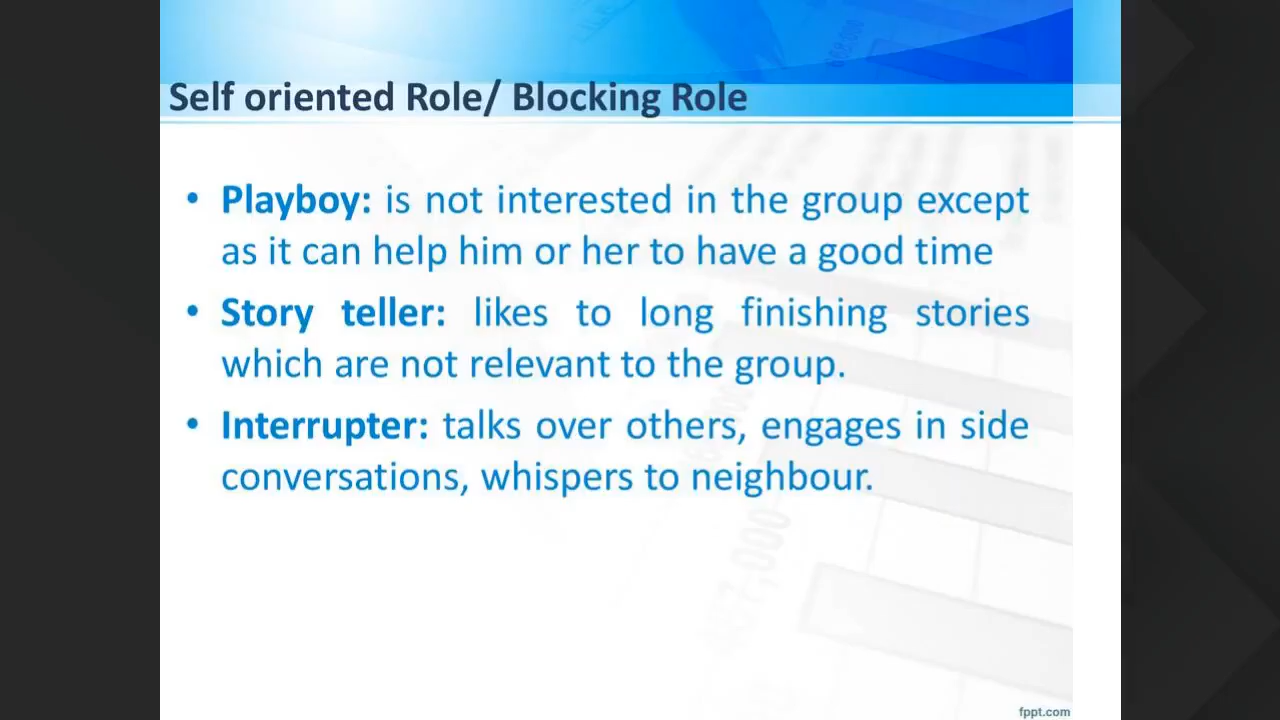 Self oriented Role/ Blocking Role
• Playboy: is not interested in the group except
as it can help him or her to have a good time
• Story teller: likes to long finishing stories
which are not relevant to the group.
• Interrupter: talks over others, engages in side
conversations, whispers to neighbour.
fppt.com